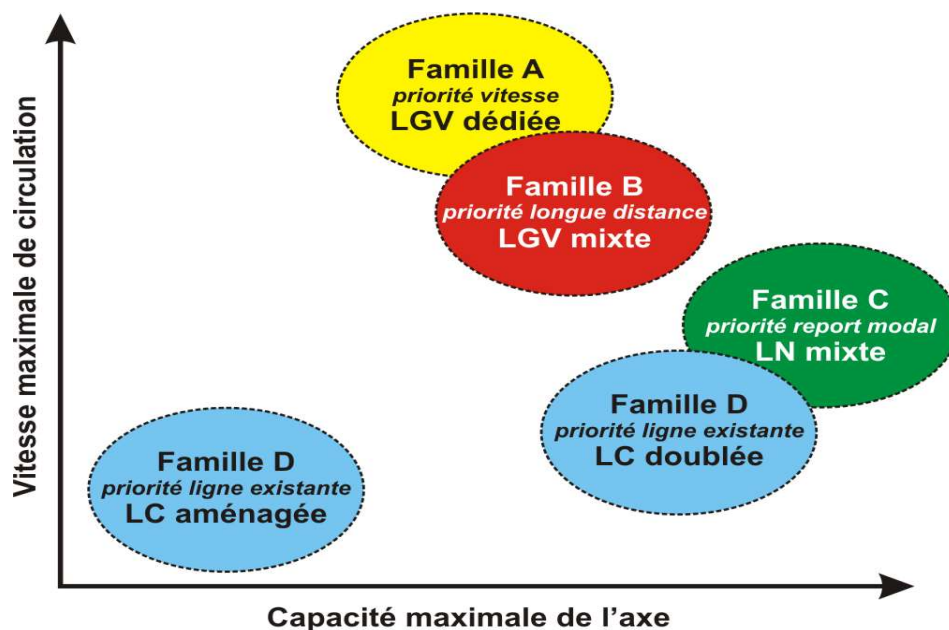 Famille A
priorité vitesse
LGV dédiée
Famille B
priorité longue distance
LGV mixte
Famille C
priorité report modal
LN mixte
Famille D
priorité ligne existante
LC doublée
Famille D
priorité ligne existante
LC aménagée
Vitesse maximale de circulation
Capacité maximale de l'axe